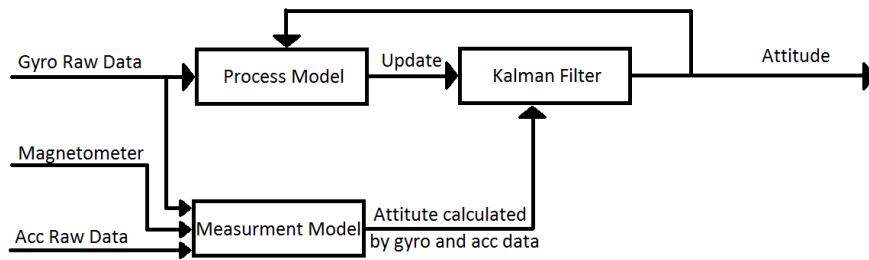 Gyro Raw Data
Process Model
Update
Kalman Filter
Attitude
Magnetometer
Acc Raw Data
Measurment Model
Attitute calculated
by gyro and acc data